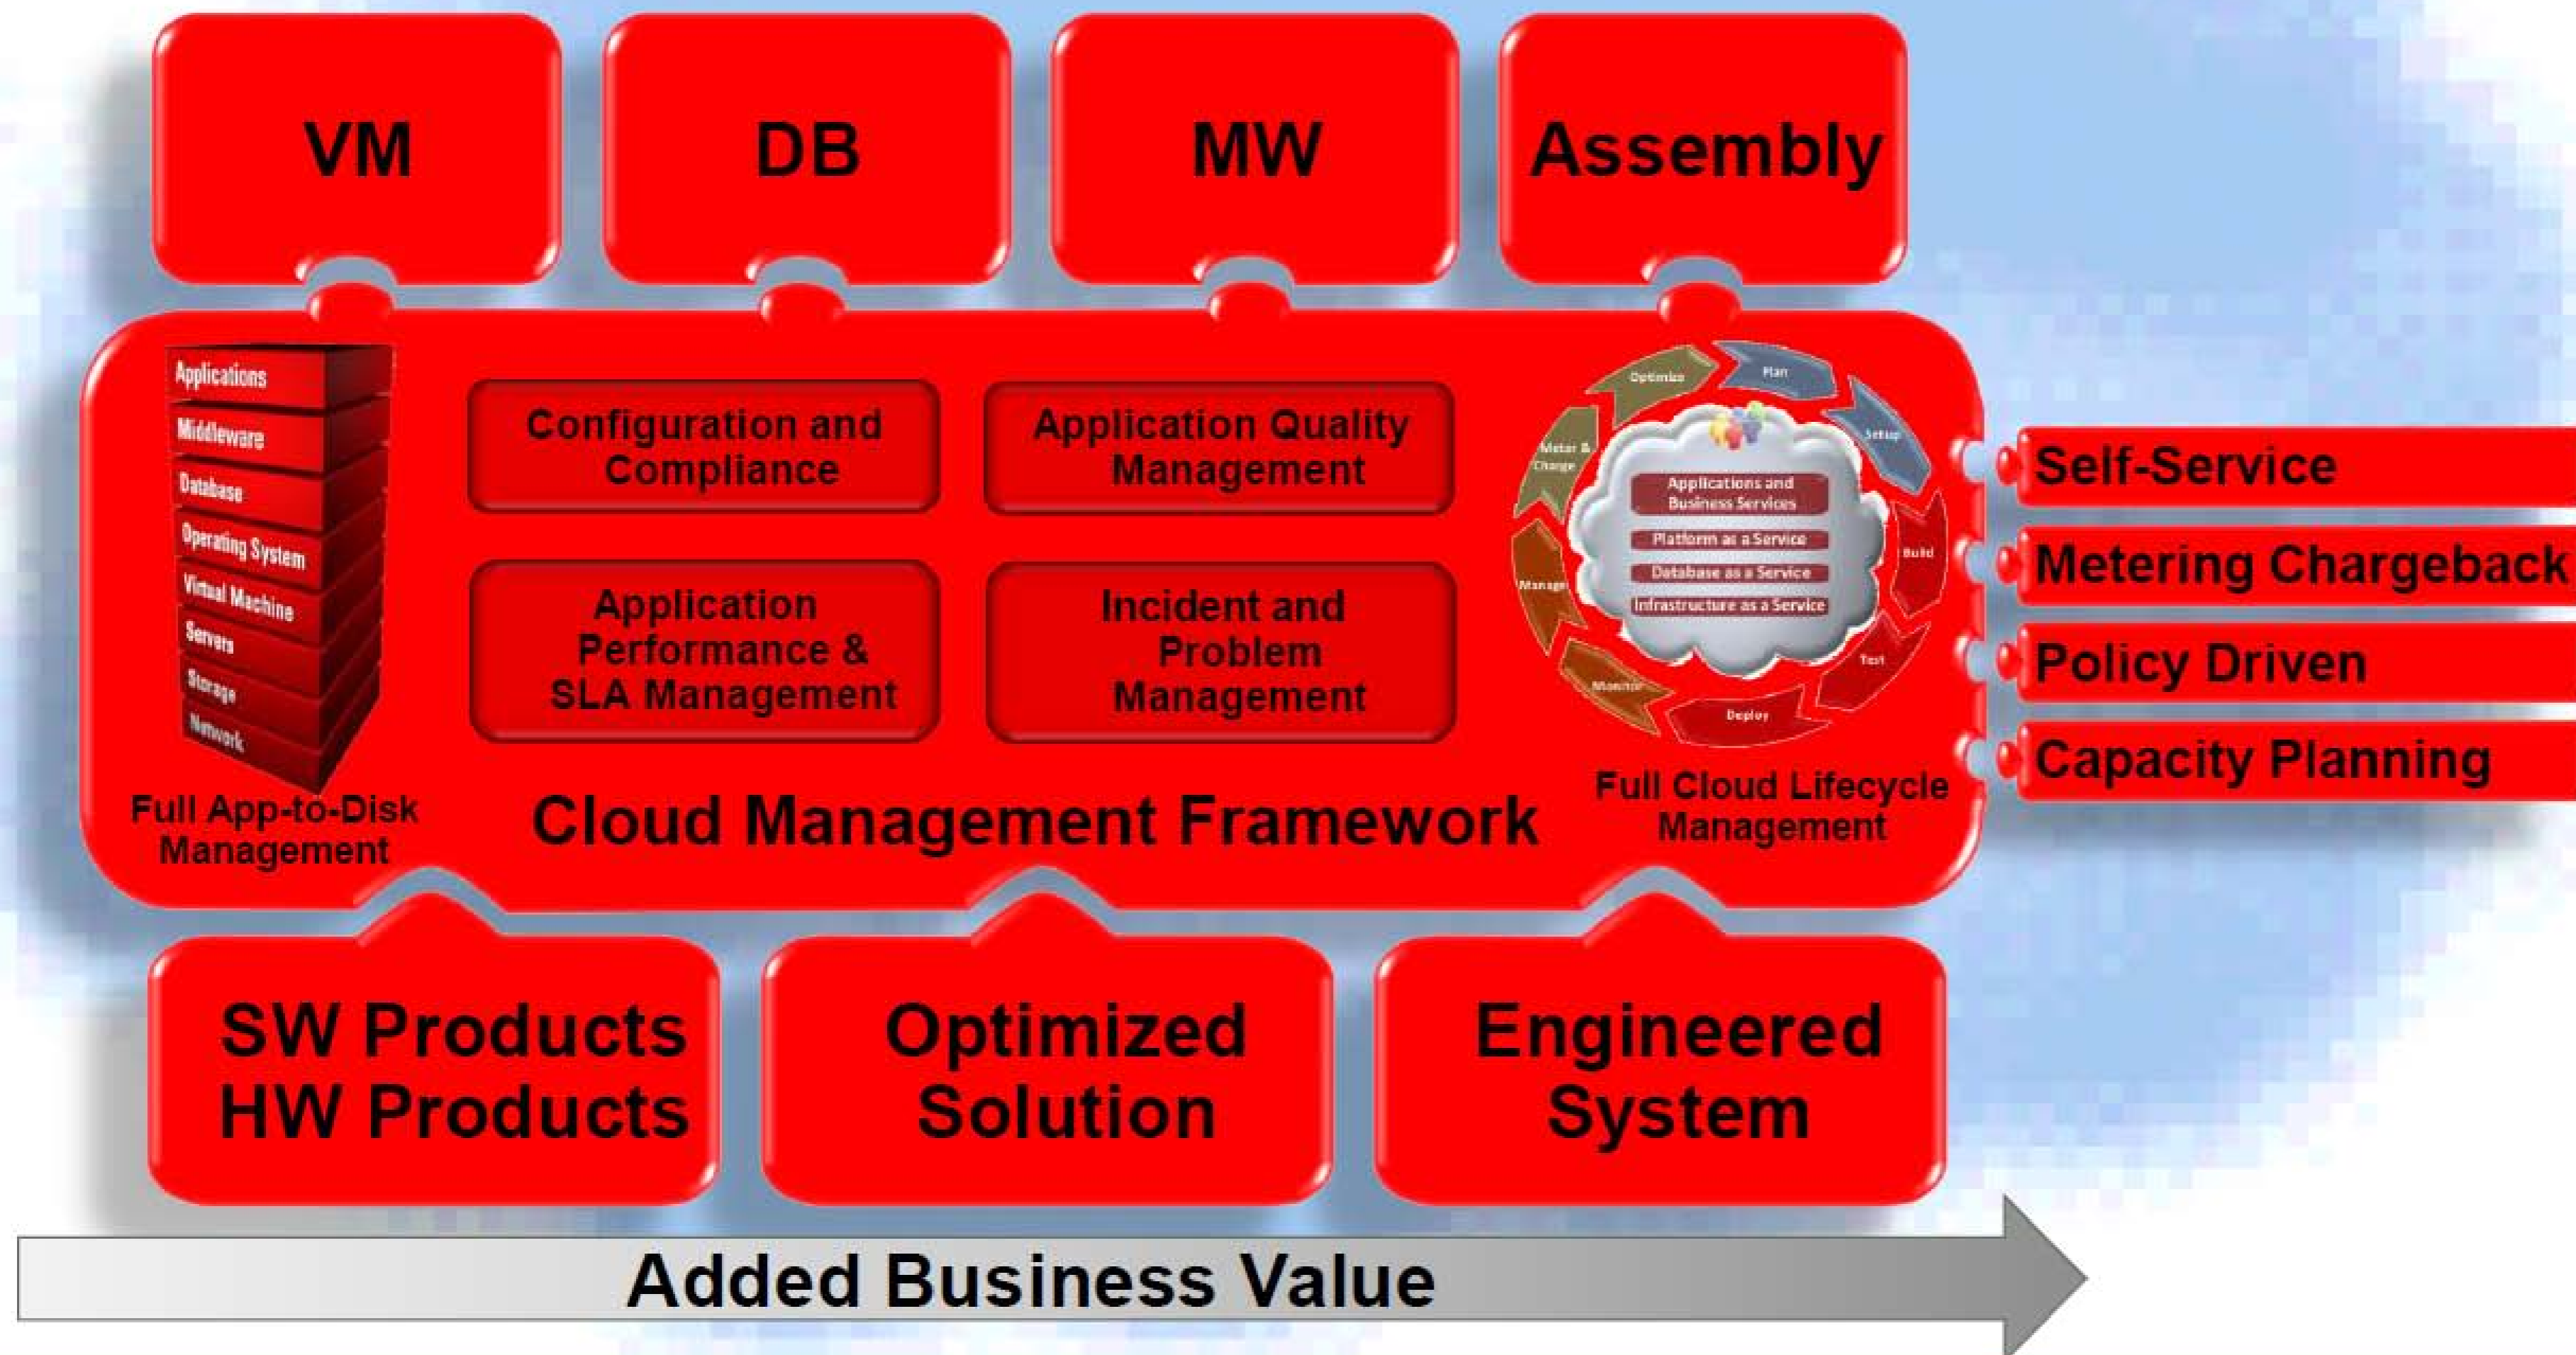 VM
DB
MW
Assembly
Applications
Middleware
Database
Operating System
Virtual Machine
Servers
Storage
Network
Full App-to-Disk
Management
Configuration and
Compliance
Application Quality
Management
Application
Performance &
SLA Management
Incident and
Problem
Management
Cloud Management Framework
Plan
Setup
Build
Test
Deploy
Monitor
Manage
Meter &
Charge
Optimize
Applications and
Business Services
Platform as a Service
Database as a Service
Infrastructure as a Service
Full Cloud Lifecycle
Management
Self-Service
Metering Chargeback
Policy Driven
Capacity Planning
SW Products
HW Products
Optimized
Solution
Engineered
System
Added Business Value